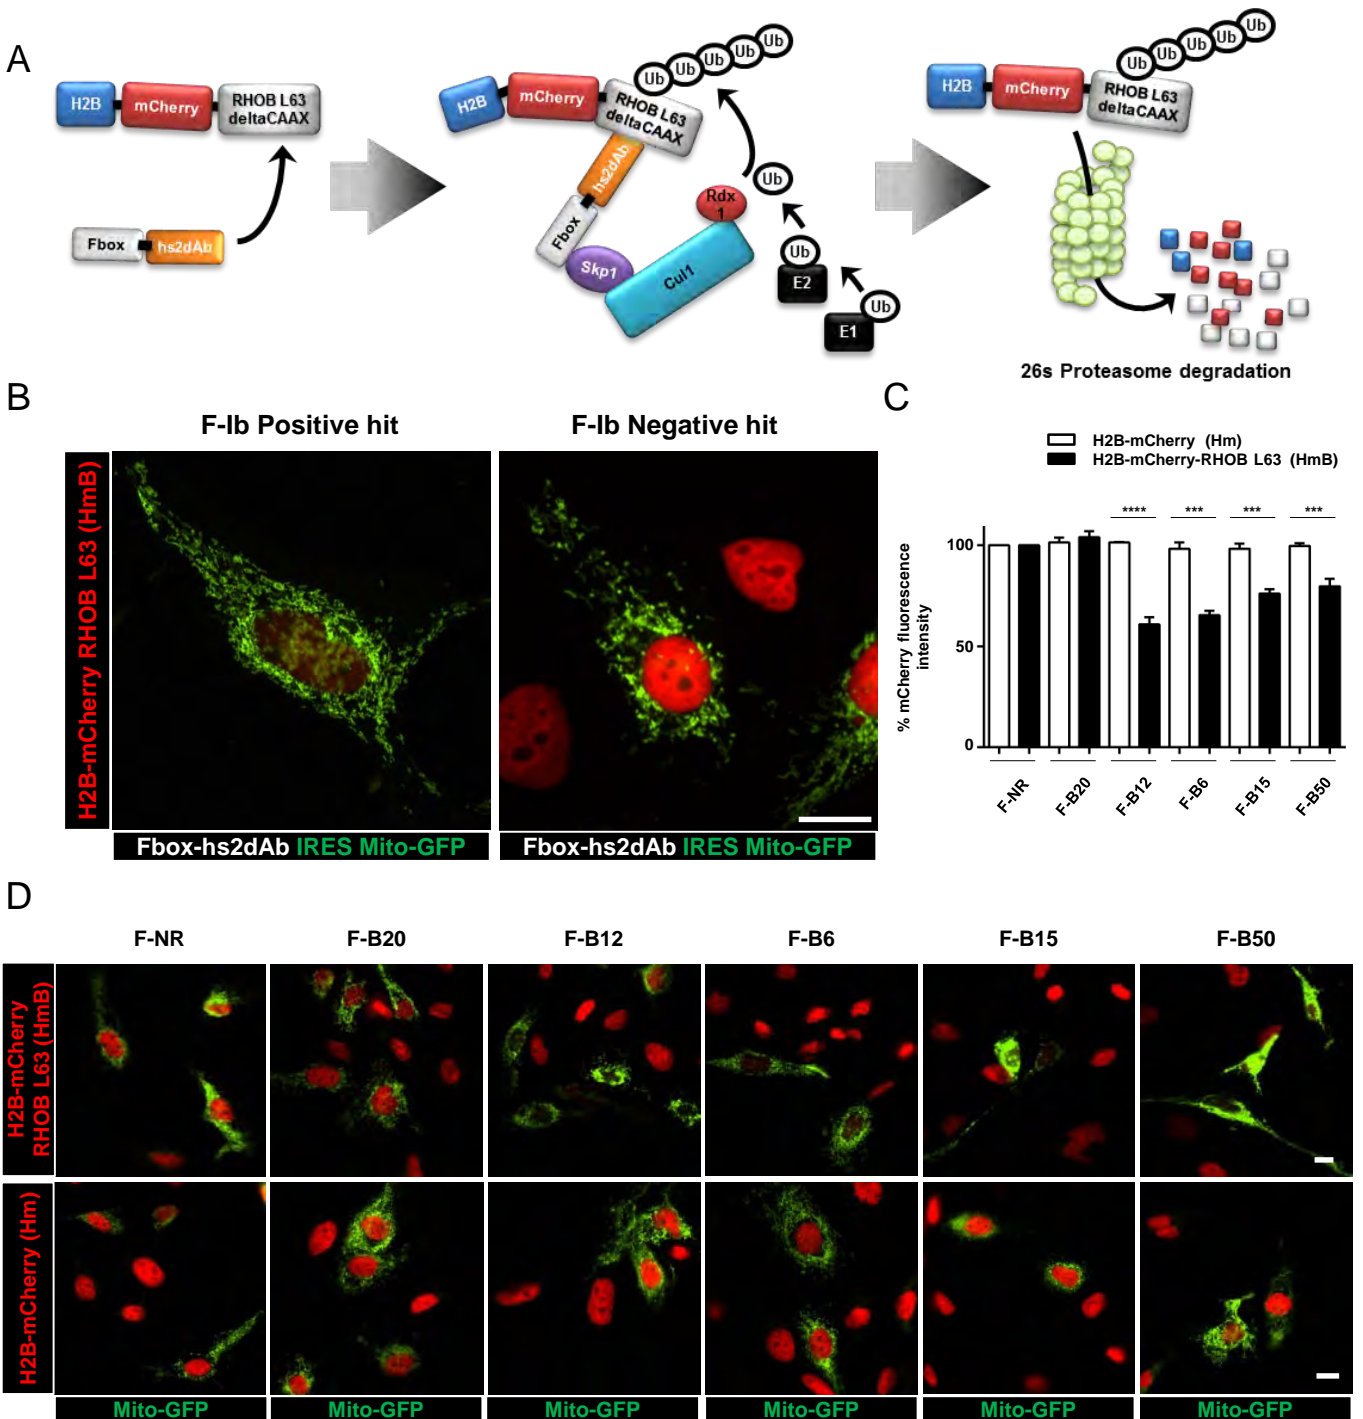 A
H2B mCherry RHOB L63
deltaCAAX
Fbox hs2dAb
H2B mCherry RHOB L63
deltaCAAX
Ub Ub Ub Ub Ub
hs2dAb
Fbox
Skp1
Cul1
Rdx
1
Ub
Ub
E2
Ub
E1
H2B mCherry RHOB L63
deltaCAAX
Ub Ub Ub Ub Ub
26s Proteasome degradation
B
F-Ib Positive hit
F-Ib Negative hit
H2B-mCherry RHOB L63 (HmB)
Fbox-hs2dAb IRES Mito-GFP
Fbox-hs2dAb IRES Mito-GFP
C
H2B-mCherry (Hm)
H2B-mCherry-RHOB L63 (HmB)
**** *** *** ***
% mCherry fluorescence
intensity
100
50
0
F-NR F-B20 F-B12 F-B6 F-B15 F-B50
D
F-NR F-B20 F-B12 F-B6 F-B15 F-B50
H2B-mCherry
RHOB L63 (HmB)
H2B-mCherry (Hm)
Mito-GFP Mito-GFP Mito-GFP Mito-GFP Mito-GFP Mito-GFP